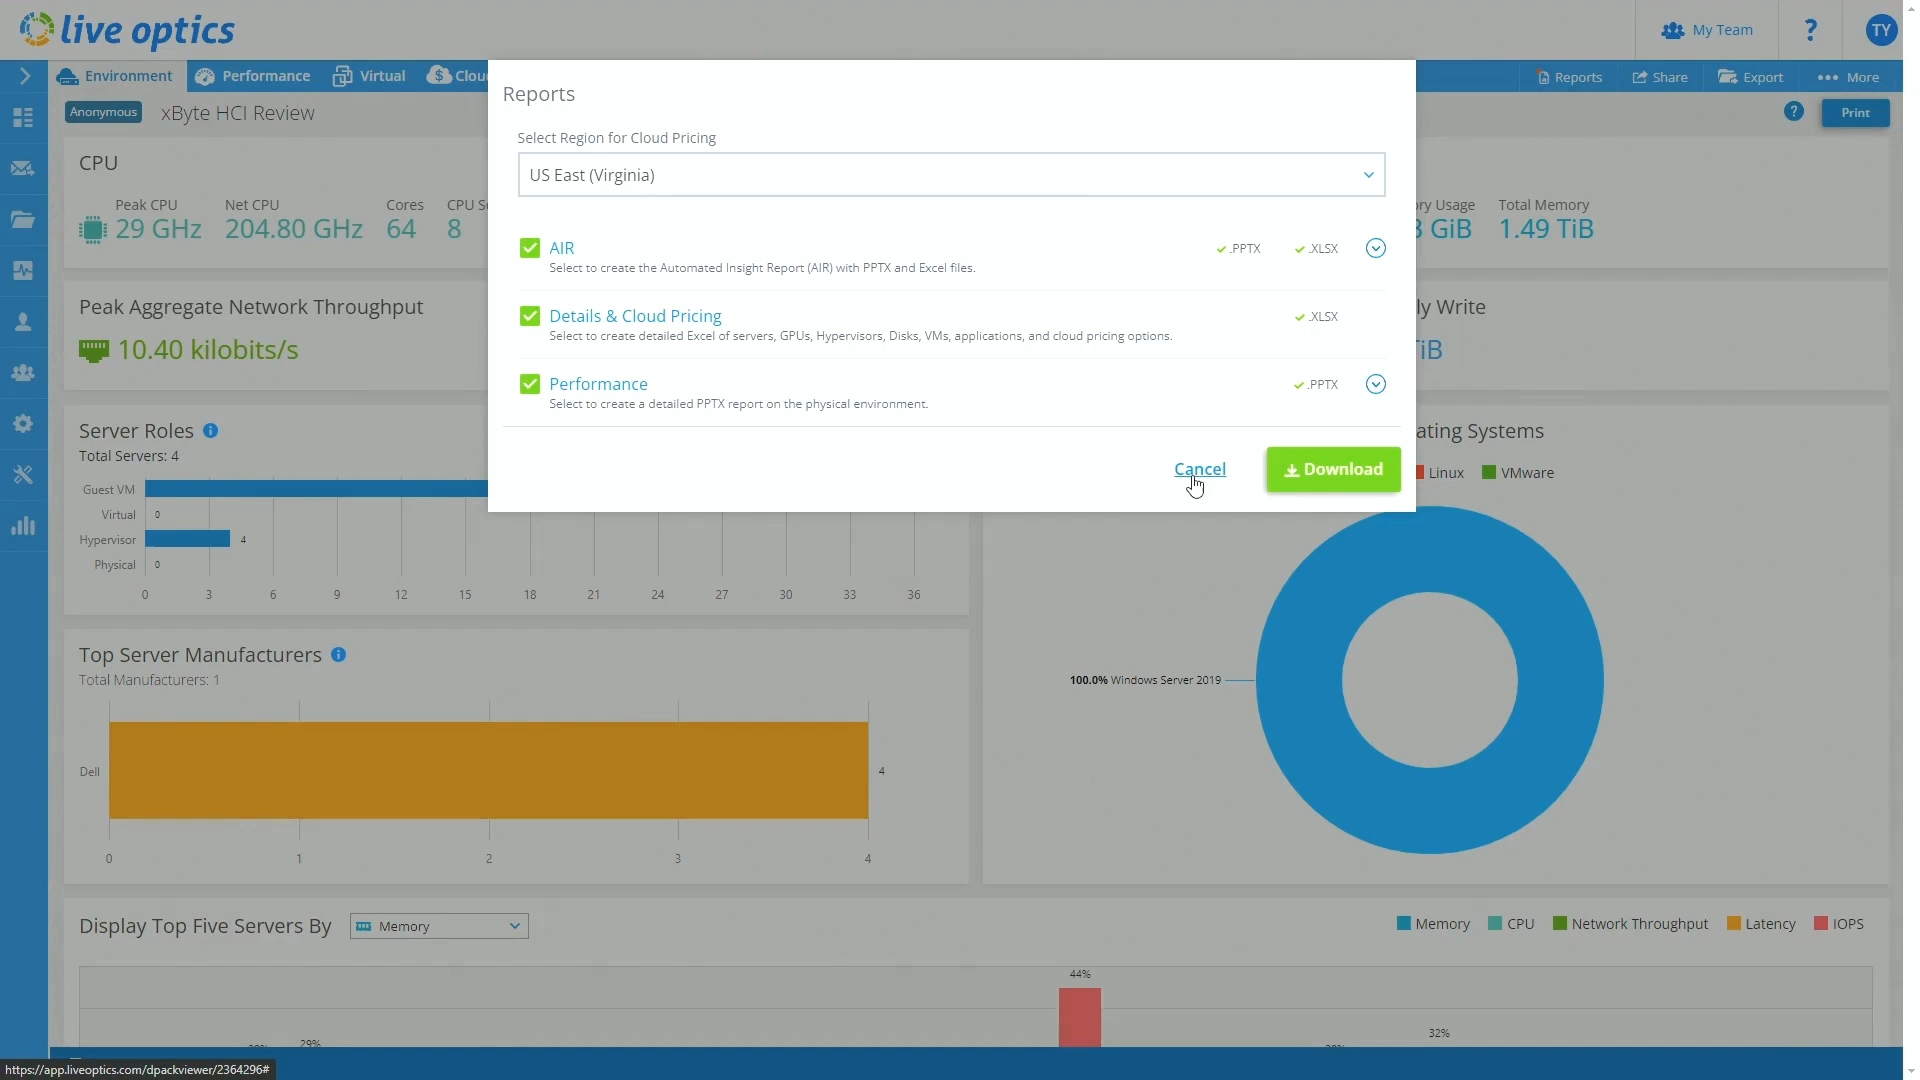 live optics
My Team
?
TY
Environment
Performance
Virtual
$
Reports
Share
Export
More
Anonymous
xByte HCI Review
?
Print
CPU
Peak CPU
29 GHz
Net CPU
204.80 GHz
Cores
64
CPU
8
Usage
GiB
Total Memory
1.49 TiB
Peak Aggregate Network Throughput
10.40 kilobits/s
Write
Server Roles
Total Servers: 4
Guest VM
Virtual
0
Hypervisor
4
Physical
0
0 3 6 9 12 15 18 21 24 27 30 33 36
Reports
Select Region for Cloud Pricing
US East (Virginia)
AIR
.PPTX
.XLSX
Select to create the Automated Insight Report (AIR) with PPTX and Excel files.
Details & Cloud Pricing
.XLSX
Select to create detailed Excel of servers, GPUs, Hypervisors, Disks, VMs, applications, and cloud pricing options.
Performance
.PPTX
Select to create a detailed PPTX report on the physical environment.
Cancel
Download
Systems
Linux
VMware
100.0% Windows Server 2019
Top Server Manufacturers
Total Manufacturers: 1
Dell
4
0 1 2 3 4
Display Top Five Servers By
Memory
Memory
CPU
Network Throughput
Latency
IOPS
44%
32%
29%
https://app.liveoptics.com/dpackviewer/2364296#